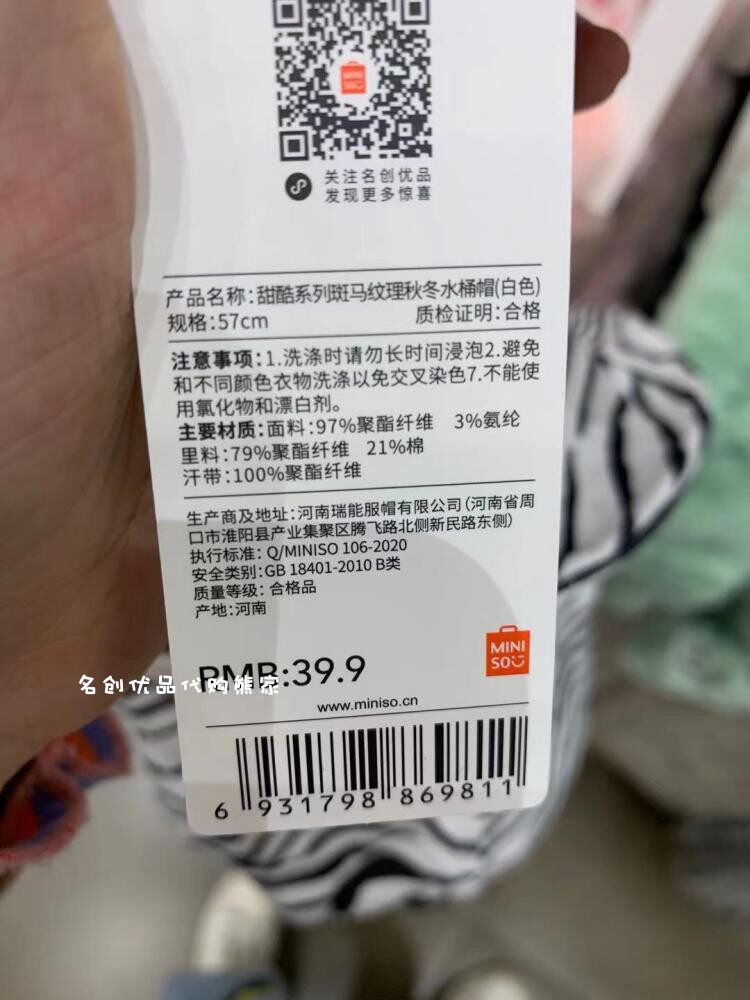 MINI
SO
关注名创优品
发现更多惊喜
产品名称:甜酷系列斑马纹理秋冬水桶帽(白色)
规格:57cm 质检证明:合格
注意事项:1.洗涤时请勿长时间浸泡2.避免
和不同颜色衣物洗涤以免交叉染色7.不能使
用氯化物和漂白剂。
主要材质:面料:97%聚酯纤维 3%氨纶
里料:79%聚酯纤维 21%棉
汗带:100%聚酯纤维
生产商及地址:河南瑞能服帽有限公司(河南省周
口市淮阳县产业集聚区腾飞路北侧新民路东侧)
执行标准: Q/MINISO 106-2020
安全类别:GB 18401-2010 B类
质量等级: 合格品
产地:河南
MINI
SO
RMB:39.9
名创优品代购熊家
www.miniso.cn
6 931798 869811